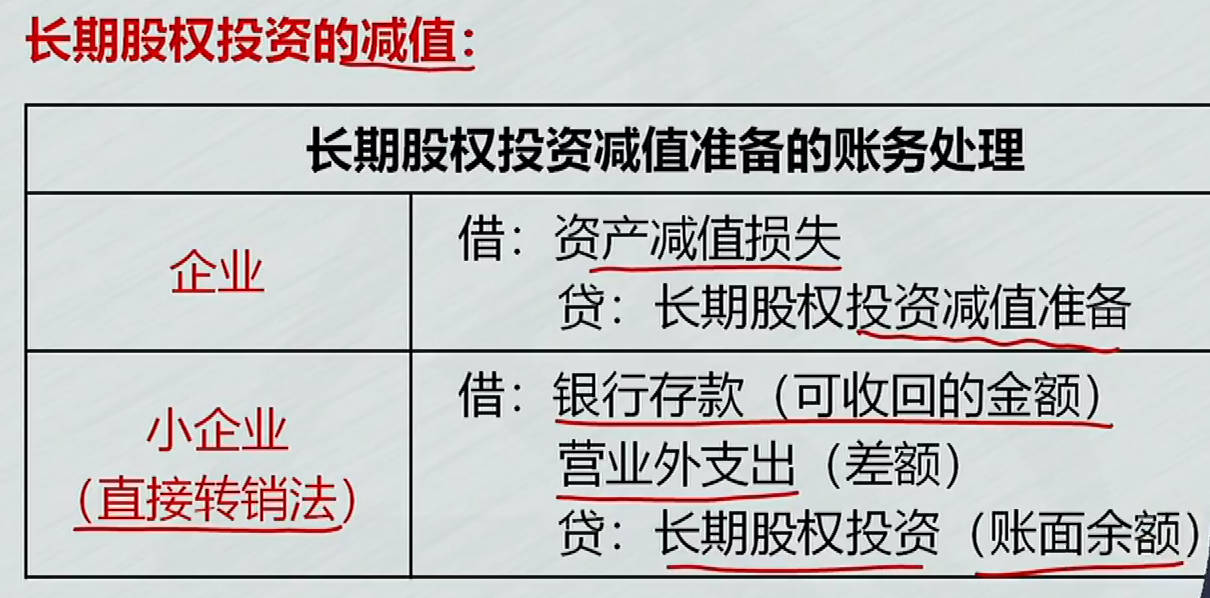 长期股权投资的减值：
长期股权投资减值准备的账务处理
企业
借：资产减值损失
贷：长期股权投资减值准备
小企业
（直接转销法）
借：银行存款（可收回的金额）
营业外支出（差额）
贷：长期股权投资（账面余额）